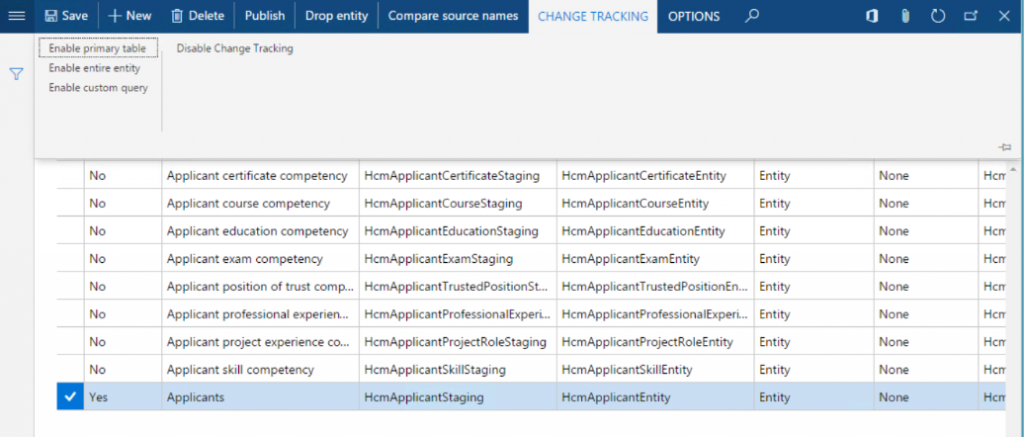 Save New Delete Publish Drop entity Compare source names CHANGE TRACKING OPTIONS
Enable primary table Disable Change Tracking
Enable entire entity
Enable custom query
No Applicant certificate competency HcmApplicantCertificateStaging HcmApplicantCertificateEntity Entity None Hcm
No Applicant course competency HcmApplicantCourseStaging HcmApplicantCourseEntity Entity None Hcm
No Applicant education competency HcmApplicantEducationStaging HcmApplicantEducationEntity Entity None Hcm
No Applicant exam competency HcmApplicantExamStaging HcmApplicantExamEntity Entity None Hcm
No Applicant position of trust comp... HcmApplicantTrustedPositionSt... HcmApplicantTrustedPositionEn... Entity None Hcm
No Applicant professional experien... HcmApplicantProfessionalExperi... HcmApplicantProfessionalExperi... Entity None Hcm
No Applicant project experience co... HcmApplicantProjectRoleStaging HcmApplicantProjectRoleEntity Entity None Hcm
No Applicant skill competency HcmApplicantSkillStaging HcmApplicantSkillEntity Entity None Hcm
Yes Applicants HcmApplicantStaging HcmApplicantEntity Entity None Hcm